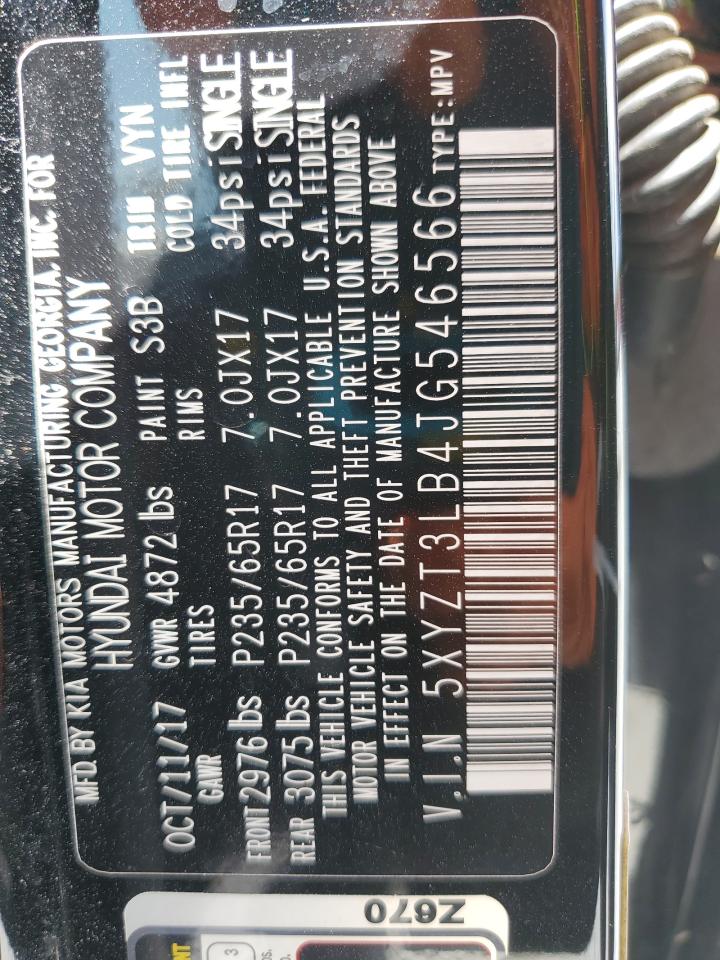 MFD. BY KIA MOTORS MANUFACTURING GEORGIA, INC. FOR
HYUNDAI MOTOR COMPANY
OCT/11/17 GVWR 4872 lbs PAINT S3B TRIM VYN
GAWR TIRES RIMS COLD TIRE INFL
FRONT 2976 lbs P235/65R17 7.0JX17 34psi SINGLE
REAR 3075 lbs P235/65R17 7.0JX17 34psi SINGLE
THIS VEHICLE CONFORMS TO ALL APPLICABLE U.S.A. FEDERAL
MOTOR VEHICLE SAFETY AND THEFT PREVENTION STANDARDS
IN EFFECT ON THE DATE OF MANUFACTURE SHOWN ABOVE
V.I.N 5XYZT3LB4JG546566 TYPE:MPV
Z670
3